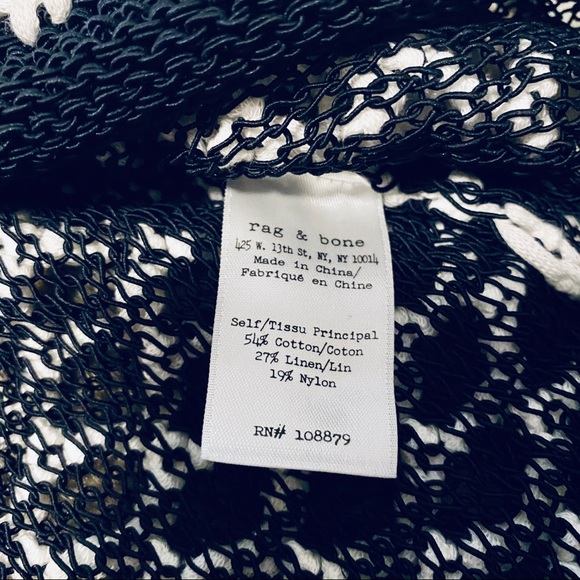 rag & bone
425 W. 13th St, NY, NY 10014
Made in China/
Fabriqué en Chine
Self/Tissu Principal
54% Cotton/Coton
27% Linen/Lin
19% Nylon
RN# 108879